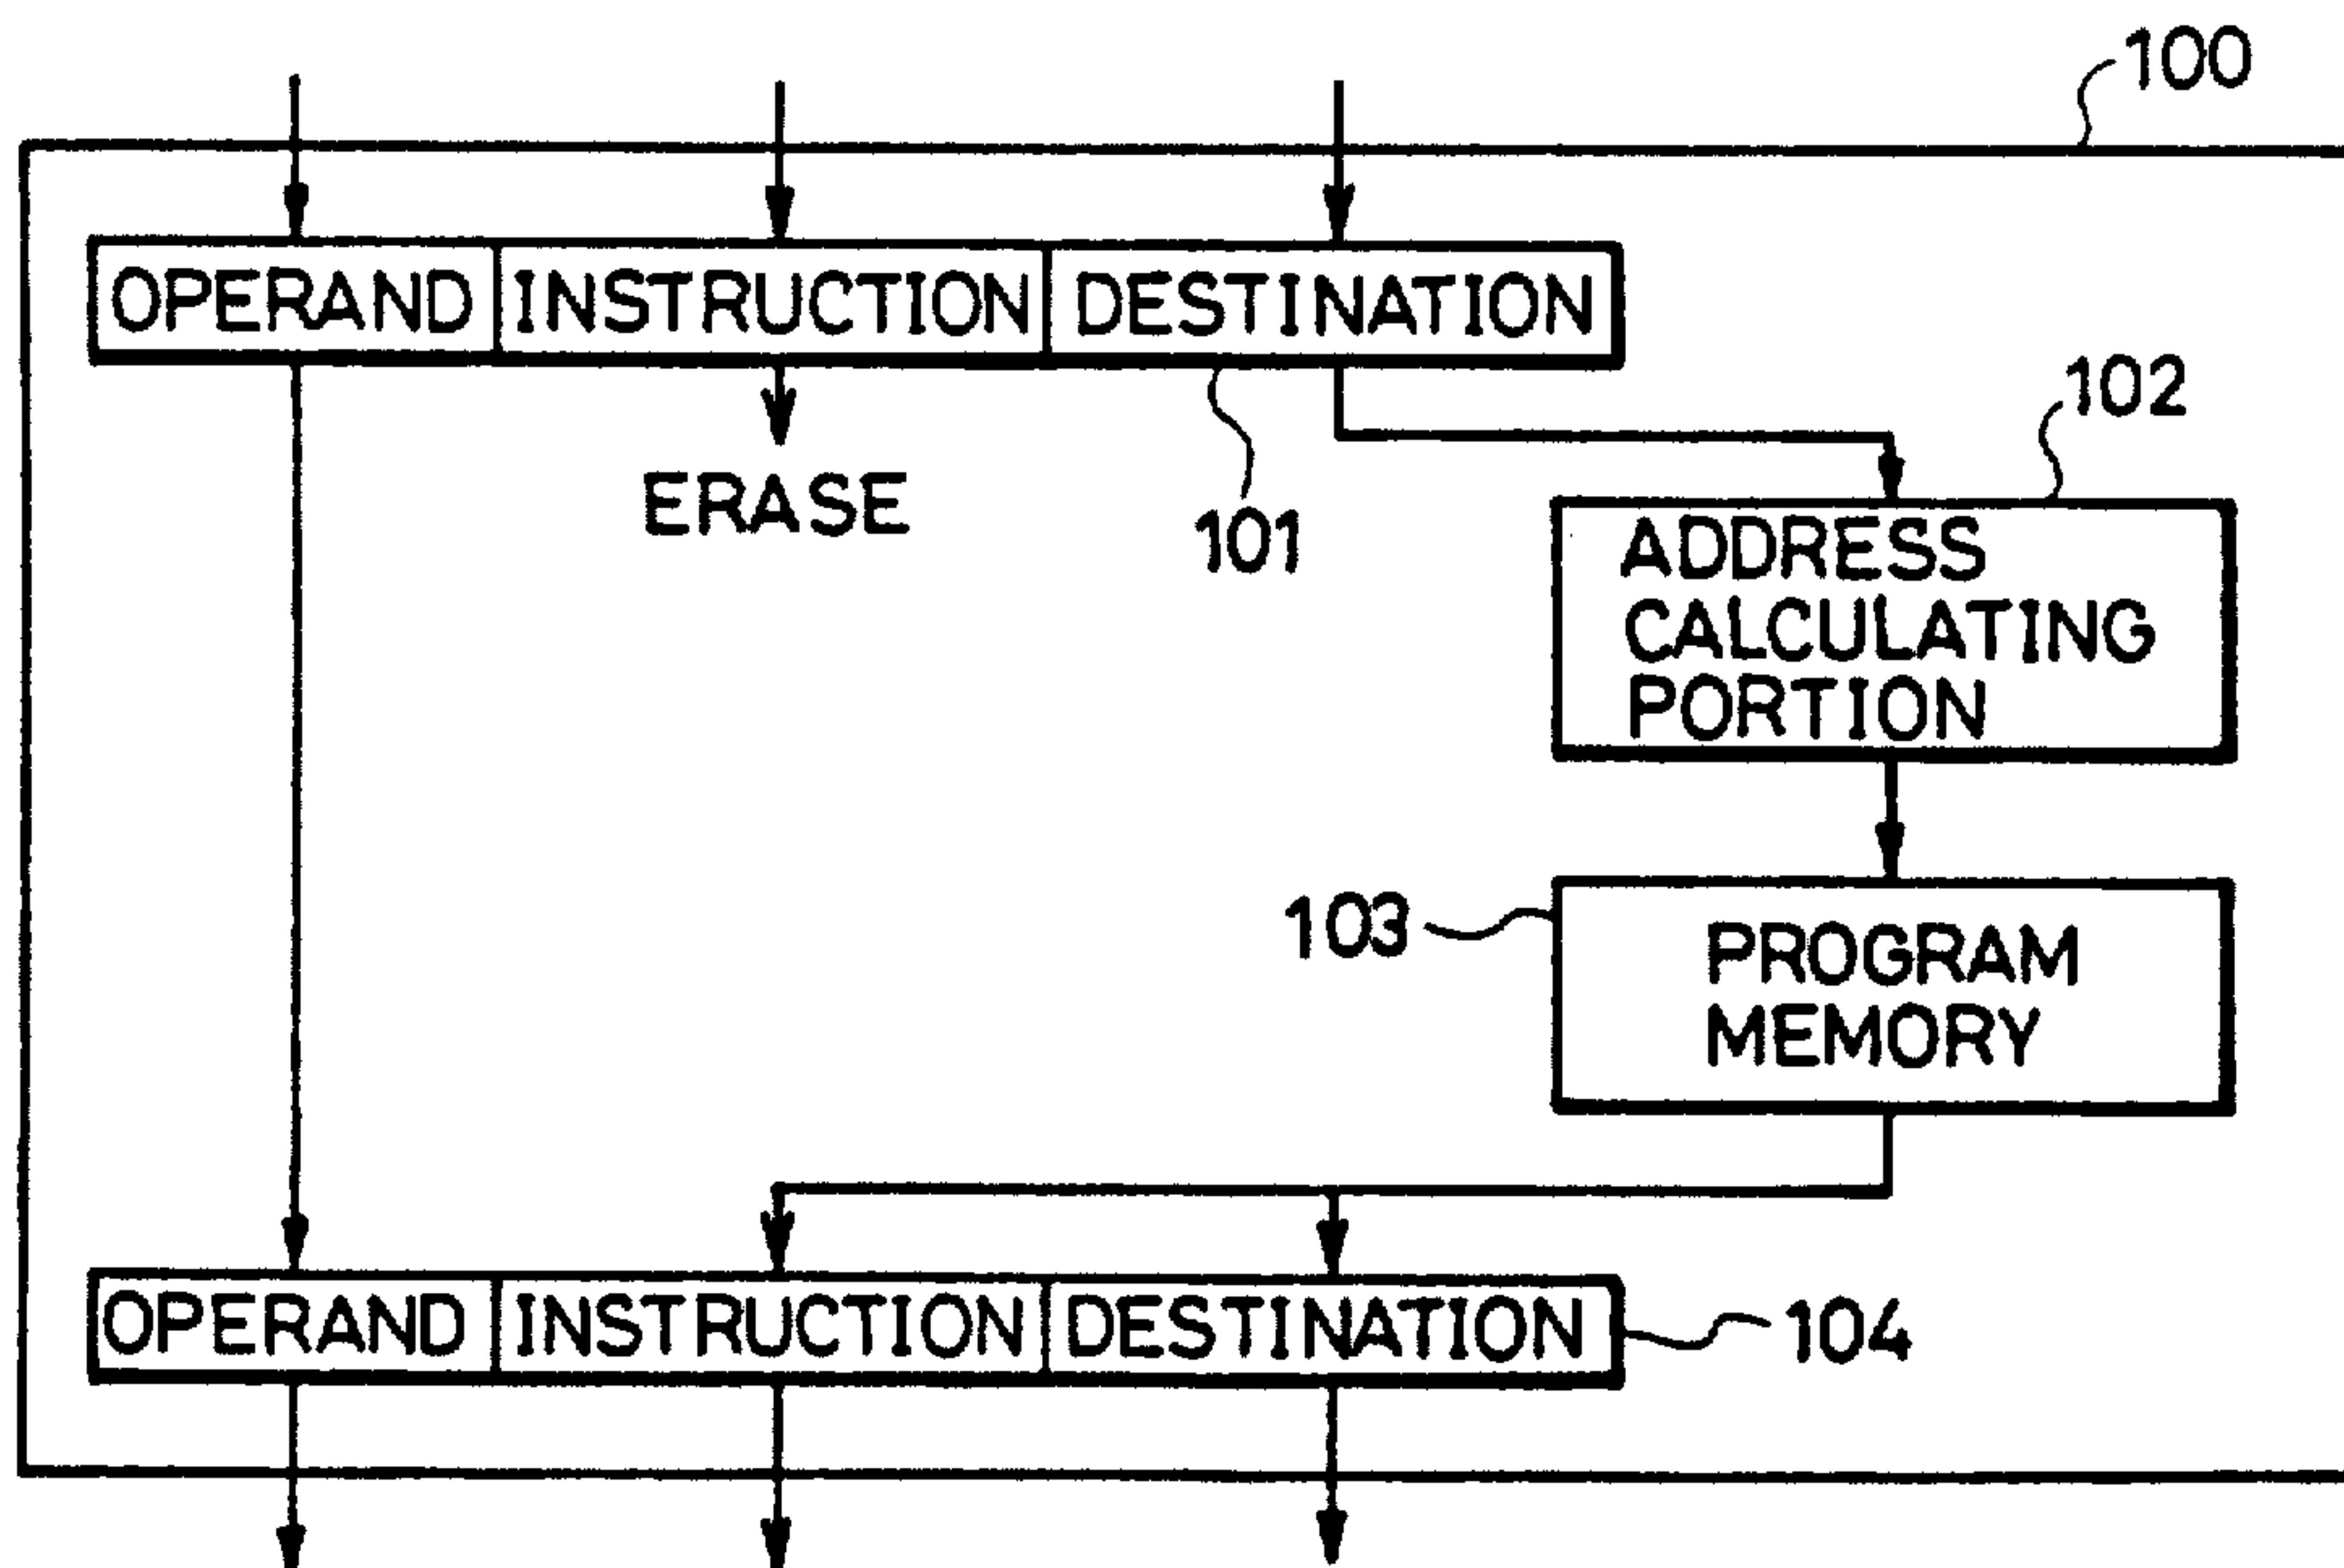 100
OPERAND INSTRUCTION DESTINATION
102
ERASE
101
ADDRESS
CALCULATING
PORTION
103
PROGRAM
MEMORY
OPERAND INSTRUCTION DESTINATION
104